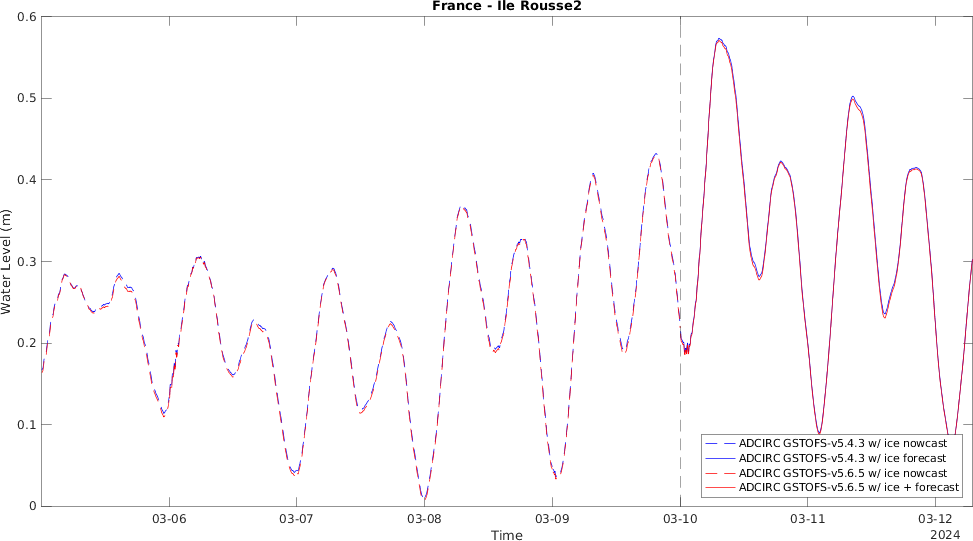 France - Ile Rousse2
Water Level (m)
0.6
0.5
0.4
0.3
0.2
0.1
0
ADCIRC GSTOFS-v5.4.3 w/ ice nowcast
ADCIRC GSTOFS-v5.4.3 w/ ice forecast
ADCIRC GSTOFS-v5.6.5 w/ ice nowcast
ADCIRC GSTOFS-v5.6.5 w/ ice + forecast
03-06 03-07 03-08 03-09 03-10 03-11 03-12
Time
2024